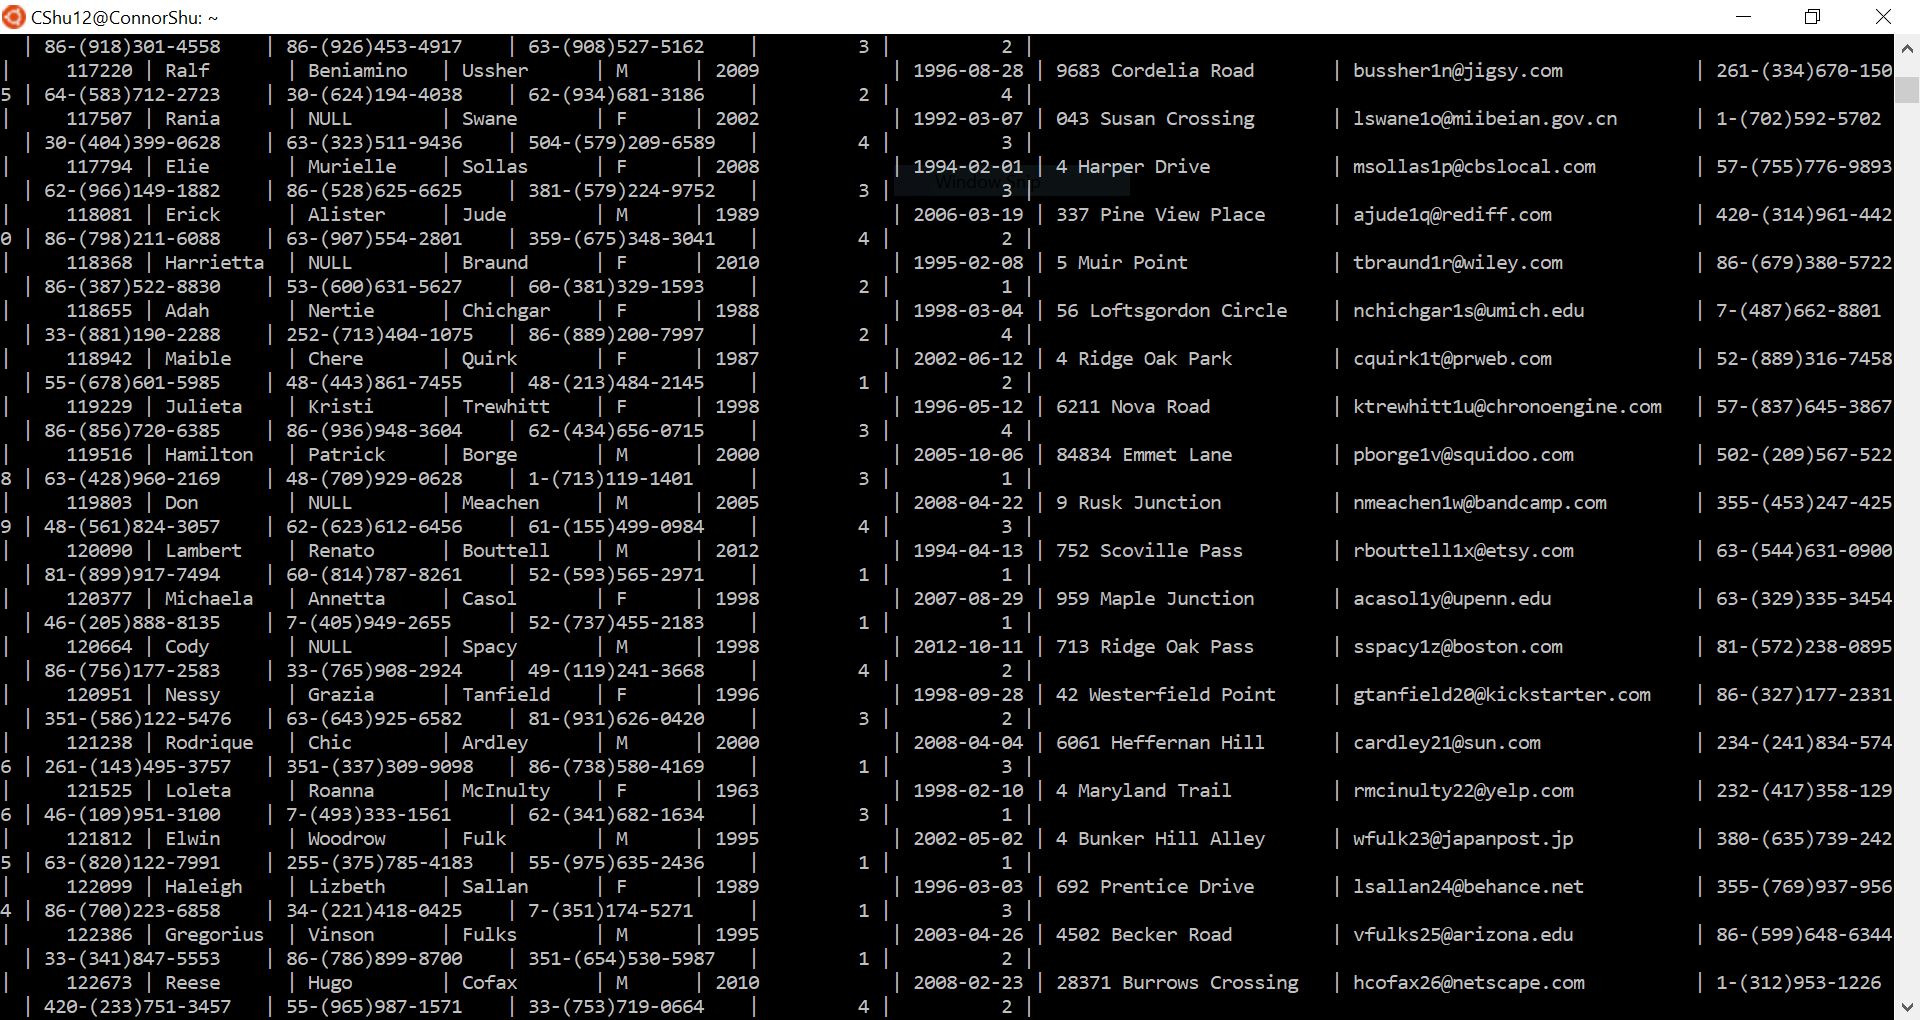 CShu12@ConnorShu: ~
| 86-(918)301-4558 | 86-(926)453-4917 | 63-(908)527-5162 | 3 | 2 |
| 117220 | Ralf | Beniamino | Ussher | M | 2009 | 1996-08-28 | 9683 Cordelia Road | bussher1n@jigsy.com | 261-(334)670-150
5 | 64-(583)712-2723 | 30-(624)194-4038 | 62-(934)681-3186 | 2 | 4 |
| 117507 | Rania | NULL | Swane | F | 2002 | 1992-03-07 | 043 Susan Crossing | lswane1o@miibeian.gov.cn | 1-(702)592-5702
| 30-(404)399-0628 | 63-(323)511-9436 | 504-(579)209-6589 | 4 | 3 |
| 117794 | Elie | Murielle | Sollas | F | 2008 | 1994-02-01 | 4 Harper Drive | msollas1p@cbslocal.com | 57-(755)776-9893
Window Snip
| 62-(966)149-1882 | 86-(528)625-6625 | 381-(579)224-9752 | 3 | 3 |
| 118081 | Erick | Alister | Jude | M | 1989 | 2006-03-19 | 337 Pine View Place | ajude1q@rediff.com | 420-(314)961-442
0 | 86-(798)211-6088 | 63-(907)554-2801 | 359-(675)348-3041 | 4 | 2 |
| 118368 | Harrietta | NULL | Braund | F | 2010 | 1995-02-08 | 5 Muir Point | tbraund1r@wiley.com | 86-(679)380-5722
| 86-(387)522-8830 | 53-(600)631-5627 | 60-(381)329-1593 | 2 | 1 |
| 118655 | Adah | Nertie | Chichgar | F | 1988 | 1998-03-04 | 56 Loftsgordon Circle | nchichgar1s@umich.edu | 7-(487)662-8801
| 33-(881)190-2288 | 252-(713)404-1075 | 86-(889)200-7997 | 2 | 4 |
| 118942 | Maible | Chere | Quirk | F | 1987 | 2002-06-12 | 4 Ridge Oak Park | cquirk1t@prweb.com | 52-(889)316-7458
| 55-(678)601-5985 | 48-(443)861-7455 | 48-(213)484-2145 | 1 | 2 |
| 119229 | Julieta | Kristi | Trewhitt | F | 1998 | 1996-05-12 | 6211 Nova Road | ktrewhitt1u@chronoengine.com | 57-(837)645-3867
| 86-(856)720-6385 | 86-(936)948-3604 | 62-(434)656-0715 | 3 | 4 |
| 119516 | Hamilton | Patrick | Borge | M | 2000 | 2005-10-06 | 84834 Emmet Lane | pborge1v@squidoo.com | 502-(209)567-522
8 | 63-(428)960-2169 | 48-(709)929-0628 | 1-(713)119-1401 | 3 | 1 |
| 119803 | Don | NULL | Meachen | M | 2005 | 2008-04-22 | 9 Rusk Junction | nmeachen1w@bandcamp.com | 355-(453)247-425
9 | 48-(561)824-3057 | 62-(623)612-6456 | 61-(155)499-0984 | 4 | 3 |
| 120090 | Lambert | Renato | Bouttell | M | 2012 | 1994-04-13 | 752 Scoville Pass | rbouttell1x@etsy.com | 63-(544)631-0900
| 81-(899)917-7494 | 60-(814)787-8261 | 52-(593)565-2971 | 1 | 1 |
| 120377 | Michaela | Annetta | Casol | F | 1998 | 2007-08-29 | 959 Maple Junction | acasol1y@upenn.edu | 63-(329)335-3454
| 46-(205)888-8135 | 7-(405)949-2655 | 52-(737)455-2183 | 1 | 1 |
| 120664 | Cody | NULL | Spacy | M | 1998 | 2012-10-11 | 713 Ridge Oak Pass | sspacy1z@boston.com | 81-(572)238-0895
| 86-(756)177-2583 | 33-(765)908-2924 | 49-(119)241-3668 | 4 | 2 |
| 120951 | Nessy | Grazia | Tanfield | F | 1996 | 1998-09-28 | 42 Westerfield Point | gtanfield20@kickstarter.com | 86-(327)177-2331
| 351-(586)122-5476 | 63-(643)925-6582 | 81-(931)626-0420 | 3 | 2 |
| 121238 | Rodrique | Chic | Ardley | M | 2000 | 2008-04-04 | 6061 Heffernan Hill | cardley21@sun.com | 234-(241)834-574
6 | 261-(143)495-3757 | 351-(337)309-9098 | 86-(738)580-4169 | 1 | 3 |
| 121525 | Loleta | Roanna | McInulty | F | 1963 | 1998-02-10 | 4 Maryland Trail | rmcinulty22@yelp.com | 232-(417)358-129
6 | 46-(109)951-3100 | 7-(493)333-1561 | 62-(341)682-1634 | 3 | 1 |
| 121812 | Elwin | Woodrow | Fulk | M | 1995 | 2002-05-02 | 4 Bunker Hill Alley | wfulk23@japanpost.jp | 380-(635)739-242
5 | 63-(820)122-7991 | 255-(375)785-4183 | 55-(975)635-2436 | 1 | 1 |
| 122099 | Haleigh | Lizbeth | Sallan | F | 1989 | 1996-03-03 | 692 Prentice Drive | lsallan24@behance.net | 355-(769)937-956
4 | 86-(700)223-6858 | 34-(221)418-0425 | 7-(351)174-5271 | 1 | 3 |
| 122386 | Gregorius | Vinson | Fulks | M | 1995 | 2003-04-26 | 4502 Becker Road | vfulks25@arizona.edu | 86-(599)648-6344
| 33-(341)847-5553 | 86-(786)899-8700 | 351-(654)530-5987 | 1 | 2 |
| 122673 | Reese | Hugo | Cofax | M | 2010 | 2008-02-23 | 28371 Burrows Crossing | hcofax26@netscape.com | 1-(312)953-1226
| 420-(233)751-3457 | 55-(965)987-1571 | 33-(753)719-0664 | 4 | 2 |